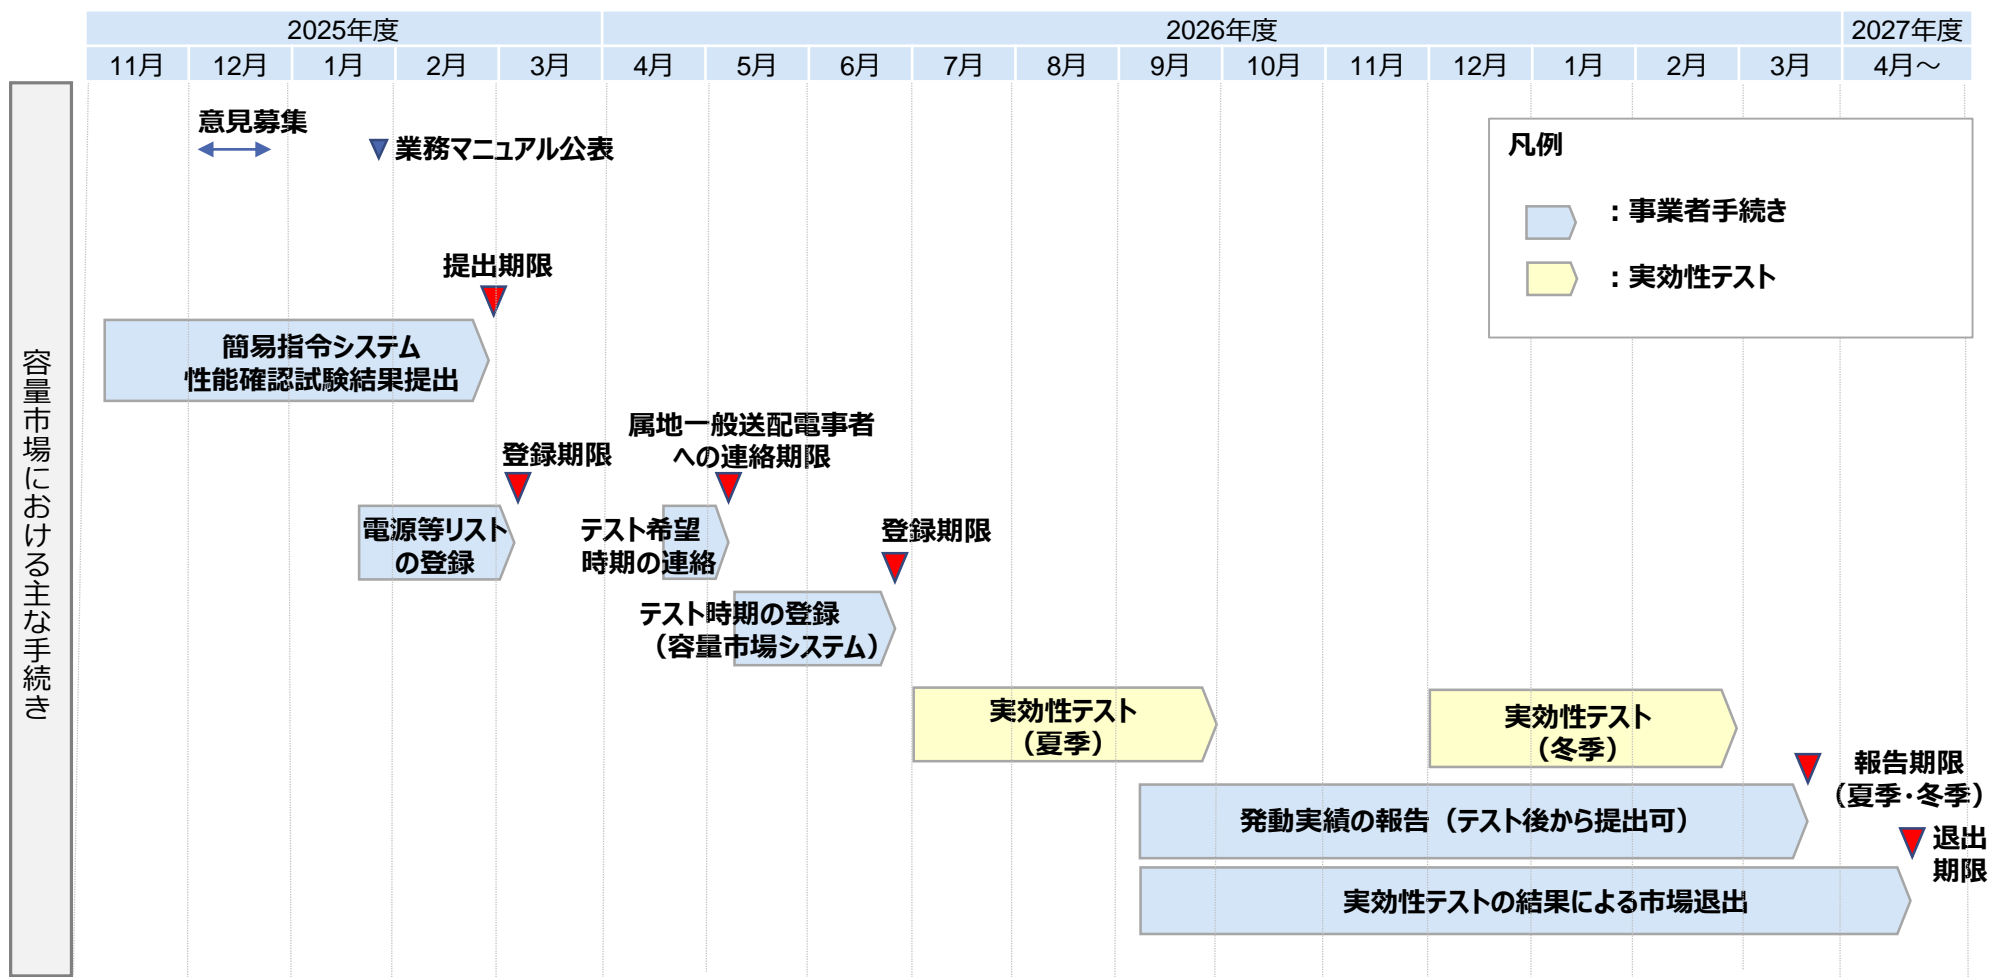 2025年度
2026年度
2027年度
11月
12月
1月
2月
3月
4月
5月
6月
7月
8月
9月
10月
11月
12月
1月
2月
3月
4月～
容量市場における主な手続き
意見募集
業務マニュアル公表
凡例
：事業者手続き
：実効性テスト
提出期限
簡易指令システム
性能確認試験結果提出
登録期限
電源等リスト
の登録
属地一般送配電事者
への連絡期限
テスト希望
時期の連絡
登録期限
テスト時期の登録
（容量市場システム）
実効性テスト
（夏季）
実効性テスト
（冬季）
報告期限
（夏季・冬季）
発動実績の報告（テスト後から提出可）
退出
期限
実効性テストの結果による市場退出